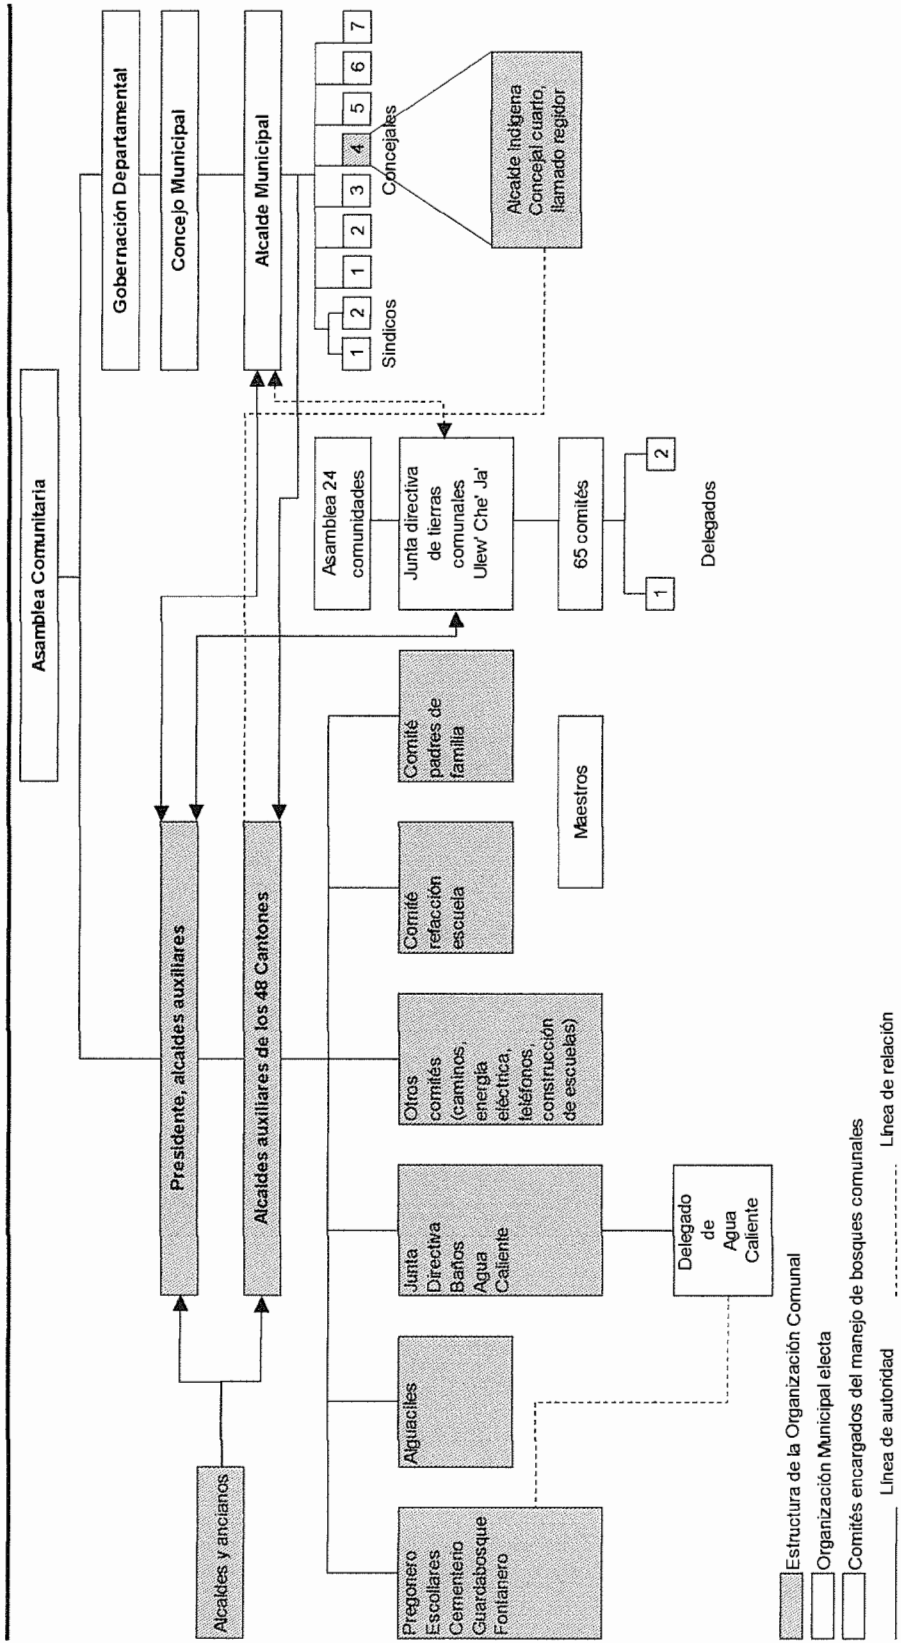 Asamblea Comunitaria
Gobernación Departamental
Concejo Municipal
Alcalde Municipal
1
2
1
2
3
4
5
6
7
Síndicos
Concejales
Alcalde Indígena
Concejal cuarto,
llamado regidor
Alcaldes y ancianos
Presidente, alcaldes auxiliares
Alcaldes auxiliares de los 48 Cantones
Asamblea 24
comunidades
Junta directiva
de tierras
comunales
Ulew' Che' Ja'
65 comités
1
2
Delegados
Pregonero
Escollares
Cementerio
Guardabosque
Fontanero
Alguaciles
Junta
Directiva
Baños
Agua
Caliente
Otros
comités
(caminos,
energía
eléctrica,
teléfonos,
construcción
de escuelas)
Comité
refacción
escuela
Comité
padres de
familia
Maestros
Delegado
de
Agua
Caliente
Estructura de la Organización Comunal
Organización Municipal electa
Comités encargados del manejo de bosques comunales
Línea de autoridad
Línea de relación